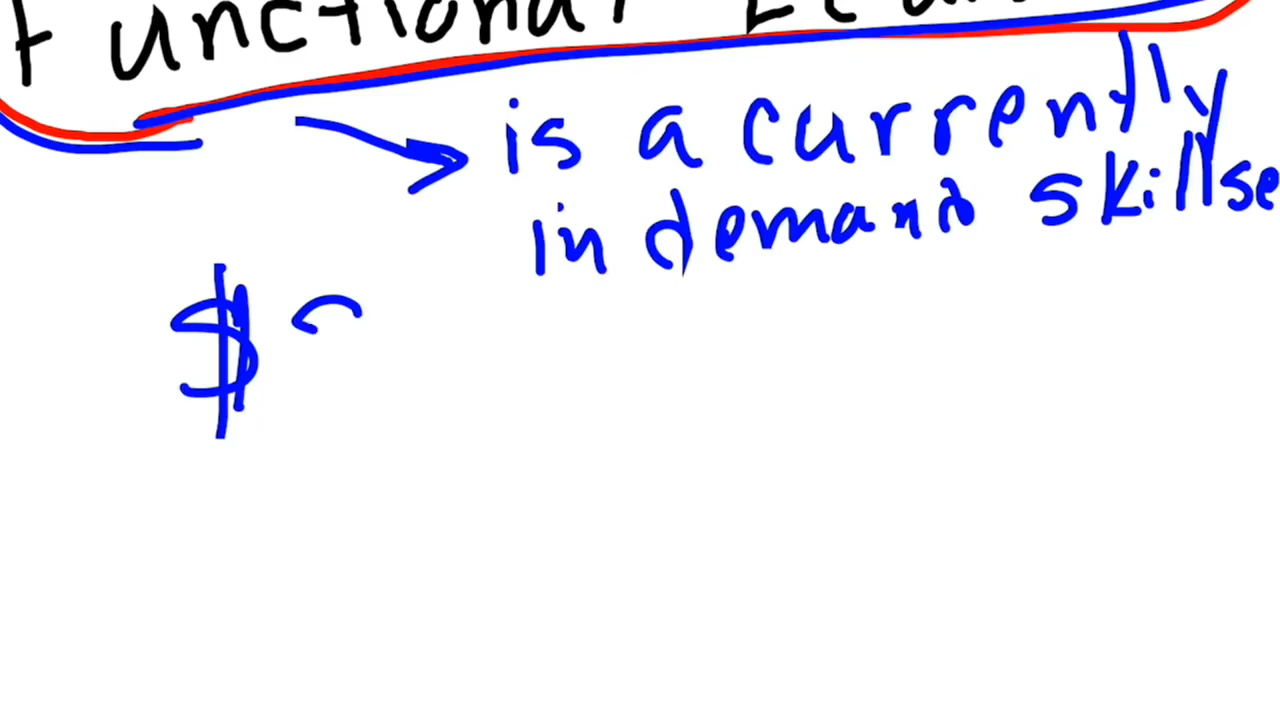 Functional
is a currently
in demand skillse
$